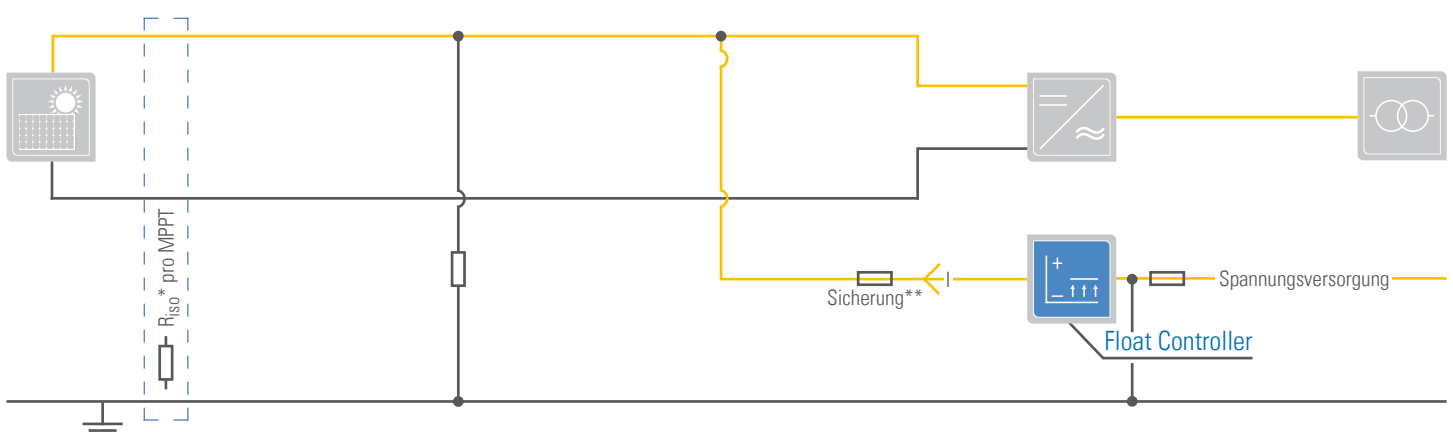 R_iso* pro MPPT
Sicherung**
Spannungsversorgung
Float Controller